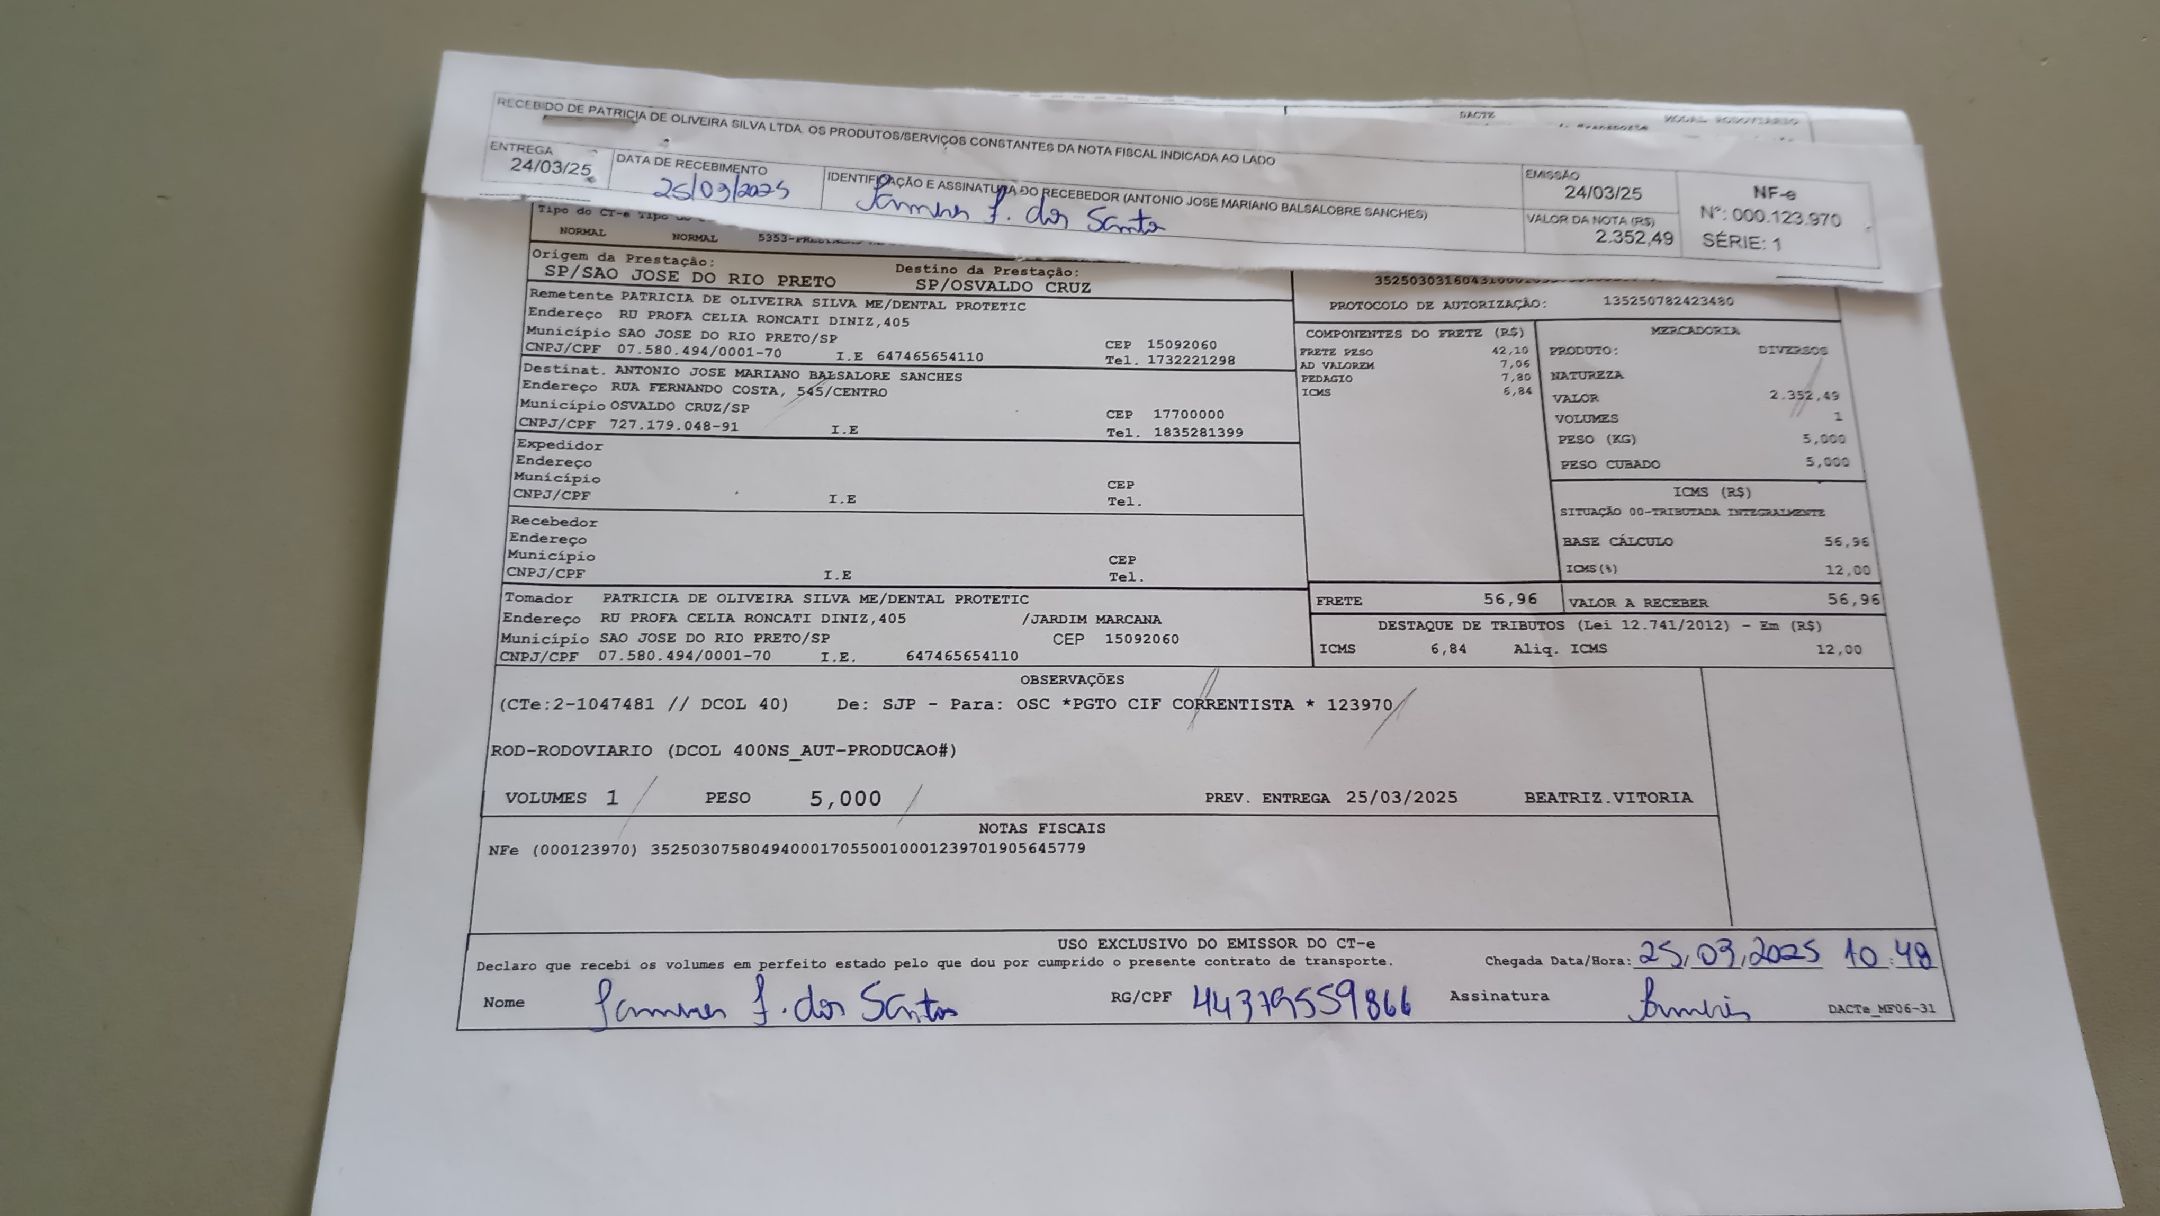 RECEBIDO DE PATRICIA DE OLIVEIRA SILVA LTDA. OS PRODUTOS/SERVIÇOS CONSTANTES DA NOTA FISCAL INDICADA AO LADO
DACTE MODAL RODOVIARIO
ENTREGA
24/03/25
DATA DE RECEBIMENTO
25/03/2025
IDENTIFICAÇÃO E ASSINATURA DO RECEBEDOR (ANTONIO JOSE MARIANO BALSALOBRE SANCHES)
F. dos Santos
EMISSÃO
24/03/25
VALOR DA NOTA (R$)
2.352,49
NF-e
Nº: 000.123.970
SÉRIE: 1
Tipo do CT-e Tipo
NORMAL NORMAL
Origem da Prestação: Destino da Prestação:
SP/SAO JOSE DO RIO PRETO SP/OSVALDO CRUZ
PROTOCOLO DE AUTORIZAÇÃO: 135250782423480
Remetente PATRICIA DE OLIVEIRA SILVA ME/DENTAL PROTETIC
Endereço RU PROFA CELIA RONCATI DINIZ,405
Município SAO JOSE DO RIO PRETO/SP CEP 15092060
CNPJ/CPF 07.580.494/0001-70 I.E 647465654110 Tel. 1732221298
Destinat. ANTONIO JOSE MARIANO BALSALORE SANCHES
Endereço RUA FERNANDO COSTA, 545/CENTRO
Município OSVALDO CRUZ/SP CEP 17700000
CNPJ/CPF 727.179.048-91 I.E Tel. 1835281399
Expedidor
Endereço
Município CEP
CNPJ/CPF I.E Tel.
Recebedor
Endereço
Município CEP
CNPJ/CPF I.E Tel.
Tomador PATRICIA DE OLIVEIRA SILVA ME/DENTAL PROTETIC
Endereço RU PROFA CELIA RONCATI DINIZ,405 /JARDIM MARCANA
Município SAO JOSE DO RIO PRETO/SP CEP 15092060
CNPJ/CPF 07.580.494/0001-70 I.E. 647465654110
COMPONENTES DO FRETE (R$)
FRETE PESO 42,10
AD VALOREM 7,06
PEDAGIO 7,80
ICMS 6,84
MERCADORIA
PRODUTO: DIVERSOS
NATUREZA
VALOR 2.352,49
VOLUMES 1
PESO (KG) 5,000
PESO CUBADO 5,000
ICMS (R$)
SITUAÇÃO 00-TRIBUTADA INTEGRALMENTE
BASE CÁLCULO 56,96
ICMS(%) 12,00
FRETE 56,96 VALOR A RECEBER 56,96
DESTAQUE DE TRIBUTOS (Lei 12.741/2012) - Em (R$)
ICMS 6,84 Aliq. ICMS 12,00
OBSERVAÇÕES
(CTe:2-1047481 // DCOL 40) De: SJP - Para: OSC *PGTO CIF CORRENTISTA * 123970
ROD-RODOVIARIO (DCOL 400NS_AUT-PRODUCAO#)
VOLUMES 1 PESO 5,000 PREV. ENTREGA 25/03/2025 BEATRIZ.VITORIA
NOTAS FISCAIS
NFe (000123970) 35250307580494000170550010001239701905645779
USO EXCLUSIVO DO EMISSOR DO CT-e
Declaro que recebi os volumes em perfeito estado pelo que dou por cumprido o presente contrato de transporte. Chegada Data/Hora: 25/03/2025 10:48
Nome F. dos Santos RG/CPF 44379559866 Assinatura
DACTe_MF06-31